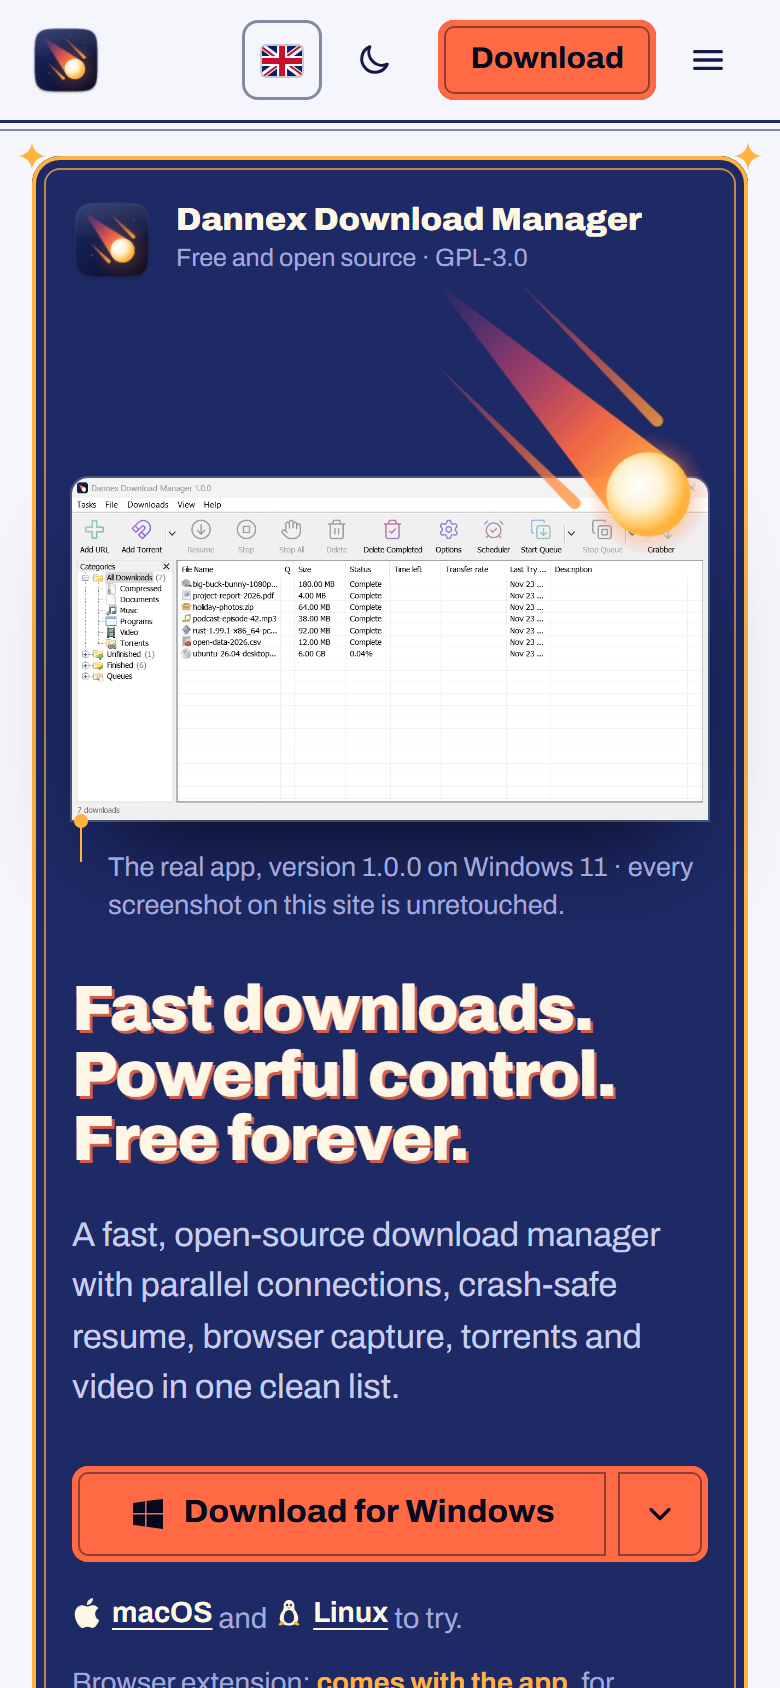 Download
Dannex Download Manager
Free and open source · GPL-3.0
Dannex Download Manager 1.0.0
Tasks File Downloads View Help
Add URL Add Torrent Resume Stop Stop All Delete Delete Completed Options Scheduler Start Queue Stop Queue Grabber
Categories
All Downloads (7)
Compressed
Documents
Music
Programs
Video
Torrents
Unfinished (1)
Finished (6)
Queues
File Name Q Size Status Time left Transfer rate Last Try ... Description
big-buck-bunny-1080p... 180.00 MB Complete Nov 23 ...
project-report-2026.pdf 4.00 MB Complete Nov 23 ...
holiday-photos.zip 64.00 MB Complete Nov 23 ...
podcast-episode-42.mp3 38.00 MB Complete Nov 23 ...
rust-1.99.1-x86_64-pc... 92.00 MB Complete Nov 23 ...
open-data-2026.csv 12.00 MB Complete Nov 23 ...
ubuntu-26.04-desktop... 6.00 GB 0.04% Nov 23 ...
7 downloads
The real app, version 1.0.0 on Windows 11 · every
screenshot on this site is unretouched.
Fast downloads.
Powerful control.
Free forever.
A fast, open-source download manager
with parallel connections, crash-safe
resume, browser capture, torrents and
video in one clean list.
Download for Windows
macOS and Linux to try.
Browser extension: comes with the app, for